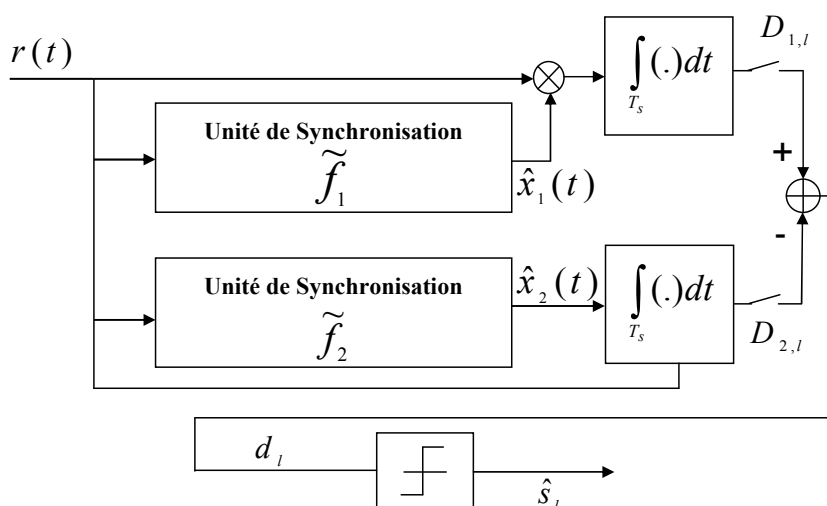 r(t)
Unité de Synchronisation
f̃₁
x̂₁(t)
∫(.)dt
Tₛ
D₁,ₗ
+
-
Unité de Synchronisation
f̃₂
x̂₂(t)
∫(.)dt
Tₛ
D₂,ₗ
dₗ
ŝₗ